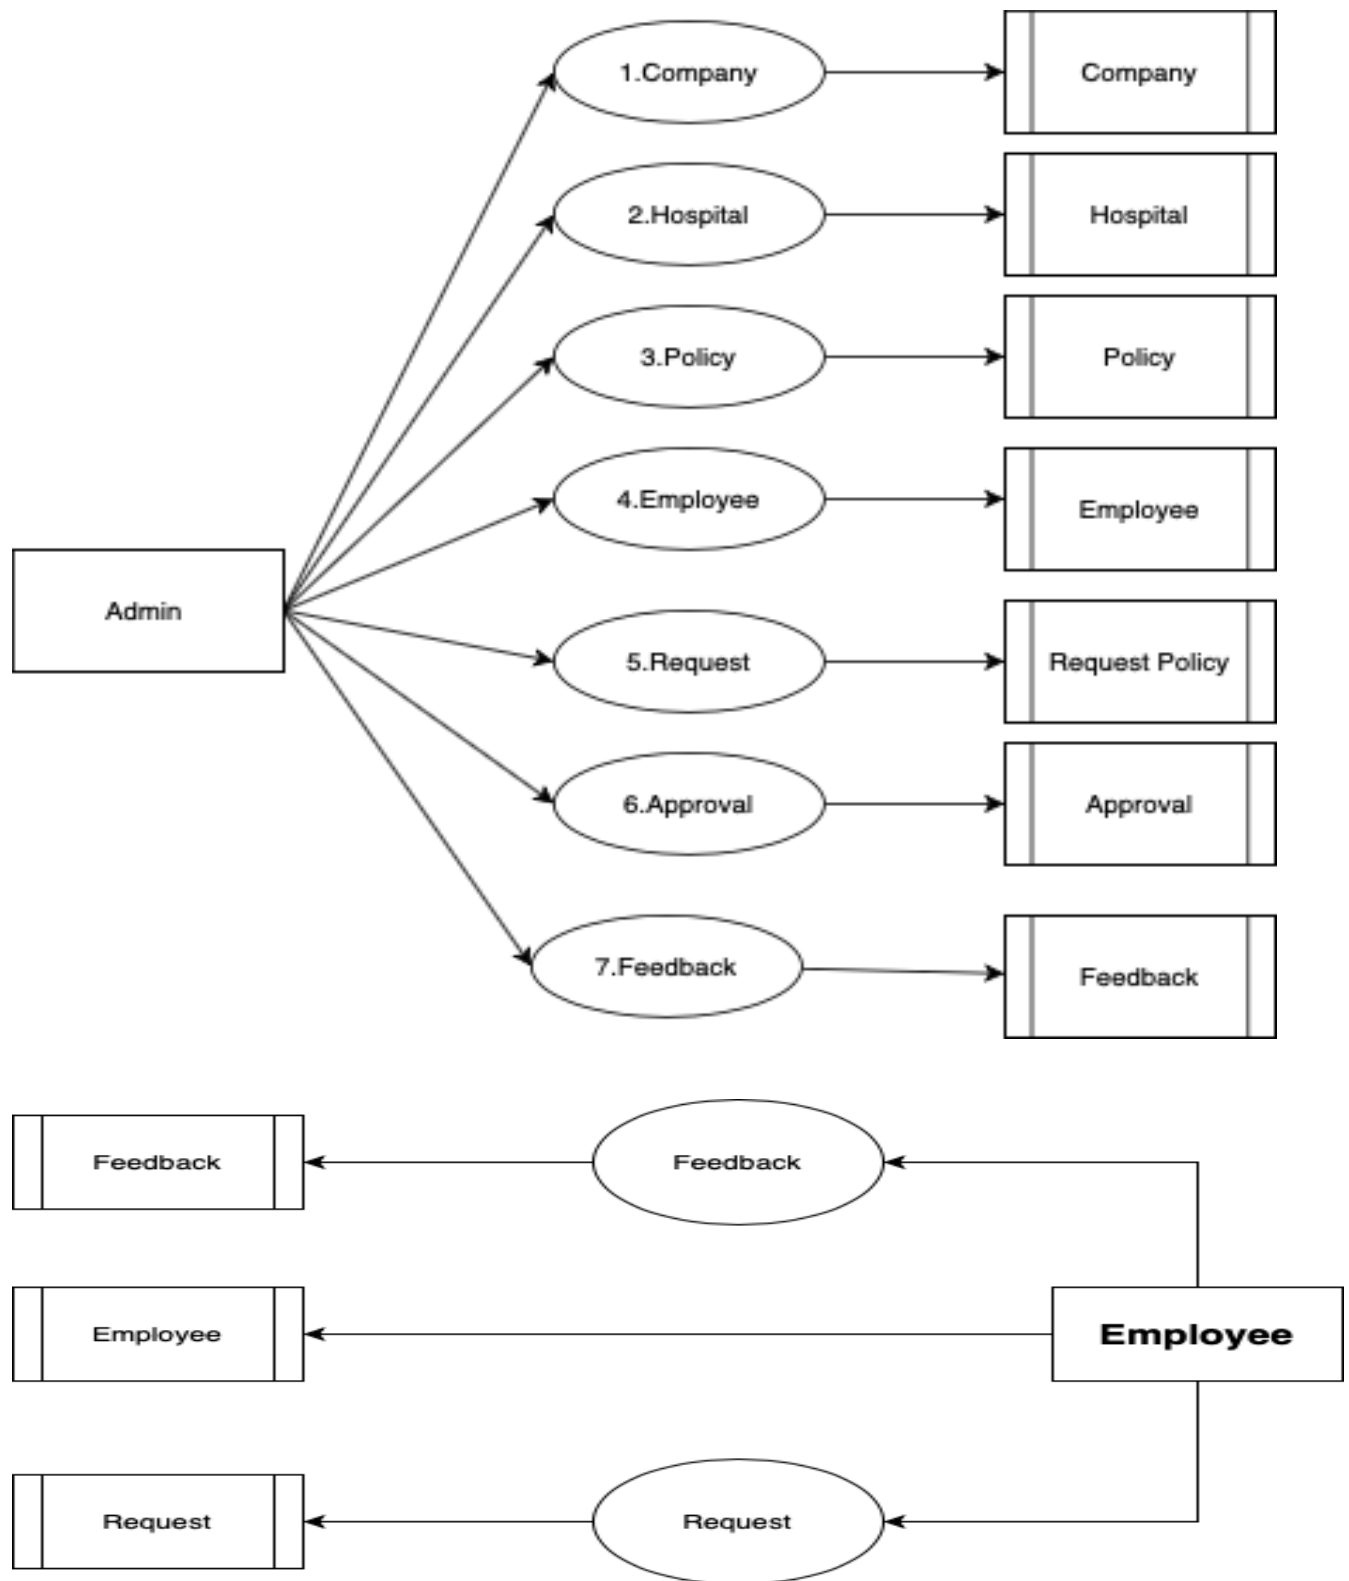 1.Company
Company
2.Hospital
Hospital
3.Policy
Policy
4.Employee
Employee
Admin
5.Request
Request Policy
6.Approval
Approval
7.Feedback
Feedback
Feedback
Feedback
Employee
Employee
Request
Request